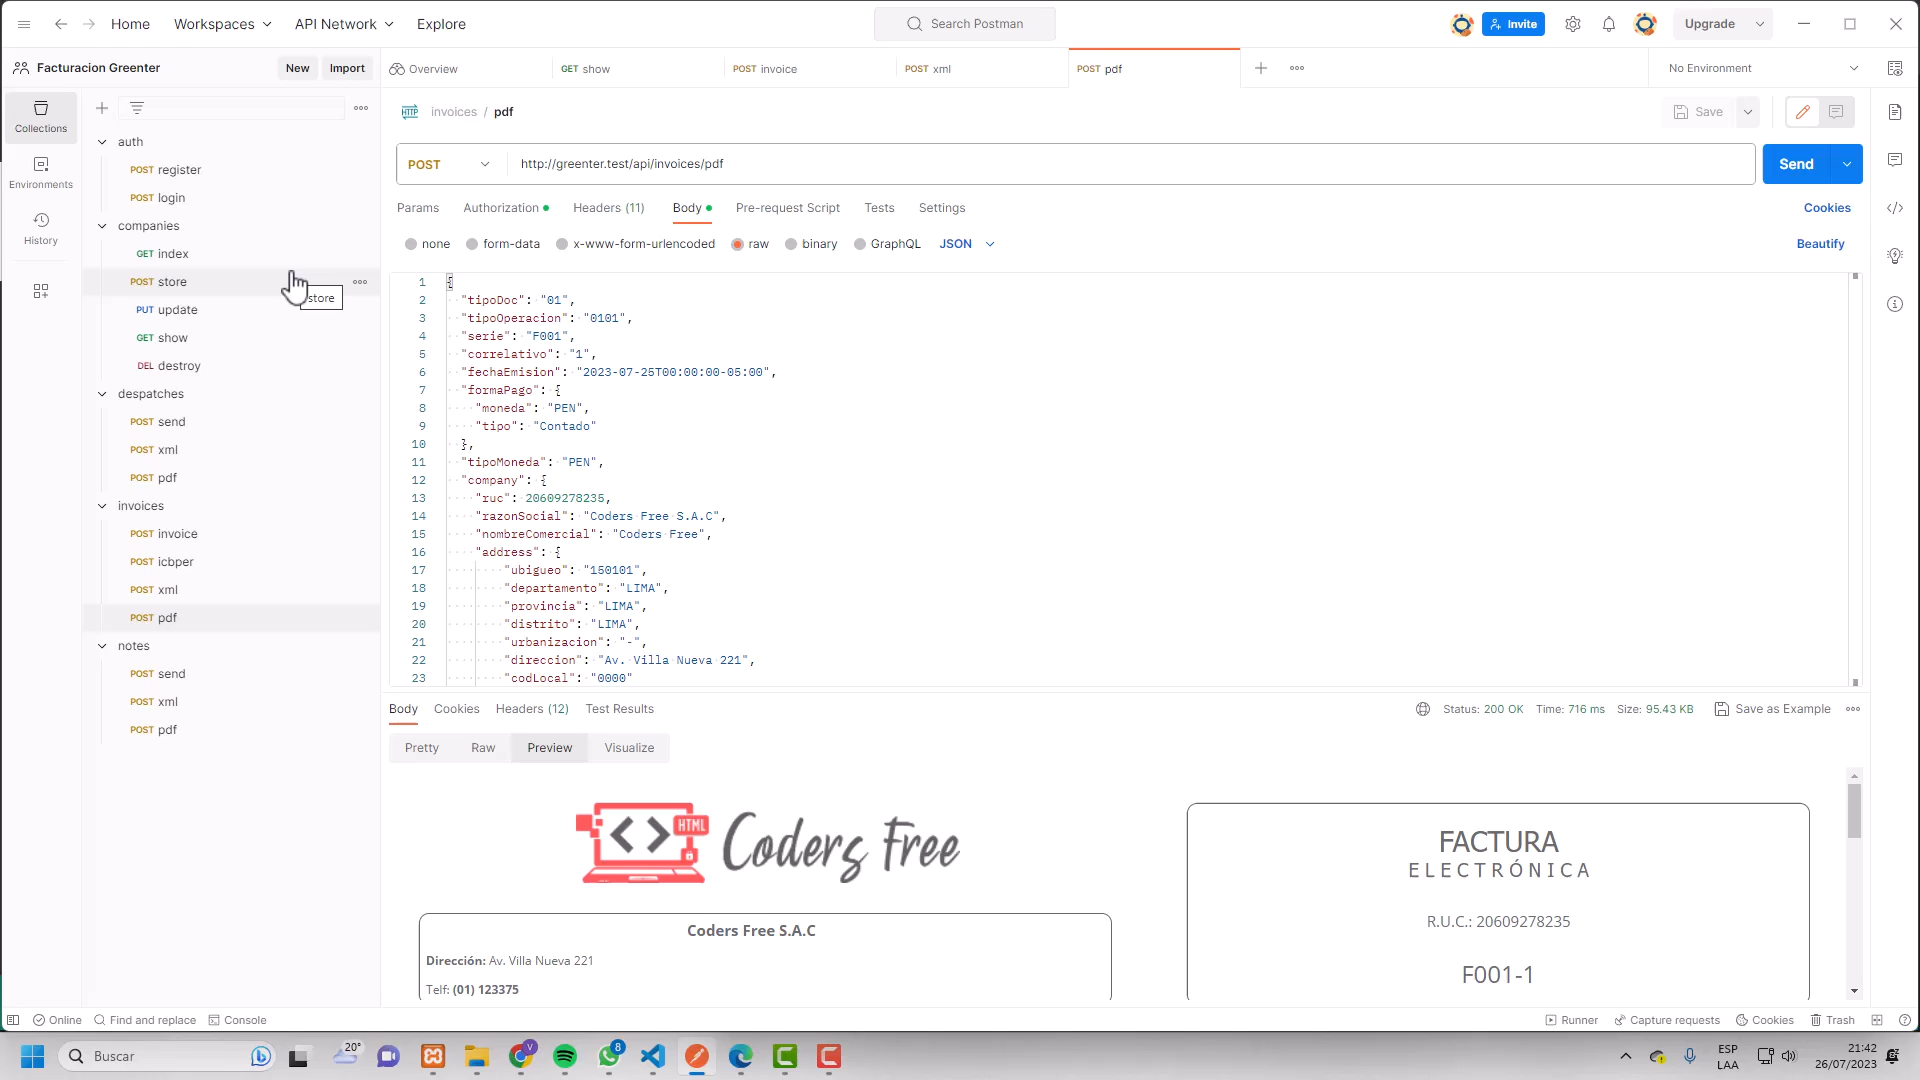 Home
Workspaces
API Network
Explore
Search Postman
Invite
Upgrade
Facturacion Greenter
New
Import
Overview
GET show
POST invoice
POST xml
POST pdf
No Environment
Collections
Environments
History
auth
POST register
POST login
companies
GET index
POST store
store
PUT update
GET show
DEL destroy
despatches
POST send
POST xml
POST pdf
invoices
POST invoice
POST icbper
POST xml
POST pdf
notes
POST send
POST xml
POST pdf
HTTP invoices / pdf
Save
POST http://greenter.test/api/invoices/pdf
Send
Params Authorization Headers (11) Body Pre-request Script Tests Settings Cookies
none form-data x-www-form-urlencoded raw binary GraphQL JSON Beautify
1 {
2 "tipoDoc": "01",
3 "tipoOperacion": "0101",
4 "serie": "F001",
5 "correlativo": "1",
6 "fechaEmision": "2023-07-25T00:00:00-05:00",
7 "formaPago": {
8 "moneda": "PEN",
9 "tipo": "Contado"
10 },
11 "tipoMoneda": "PEN",
12 "company": {
13 "ruc": 20609278235,
14 "razonSocial": "Coders Free S.A.C",
15 "nombreComercial": "Coders Free",
16 "address": {
17 "ubigueo": "150101",
18 "departamento": "LIMA",
19 "provincia": "LIMA",
20 "distrito": "LIMA",
21 "urbanizacion": "-",
22 "direccion": "Av. Villa Nueva 221",
23 "codLocal": "0000"
Body Cookies Headers (12) Test Results Status: 200 OK Time: 716 ms Size: 95.43 KB Save as Example
Pretty Raw Preview Visualize
HTML
Coders Free
FACTURA
ELECTRÓNICA
R.U.C.: 20609278235
F001-1
Coders Free S.A.C
Dirección: Av. Villa Nueva 221
Telf: (01) 123375
Online Find and replace Console Runner Capture requests Cookies Trash
Buscar
20°
V
8
ESP
LAA
21:42
26/07/2023